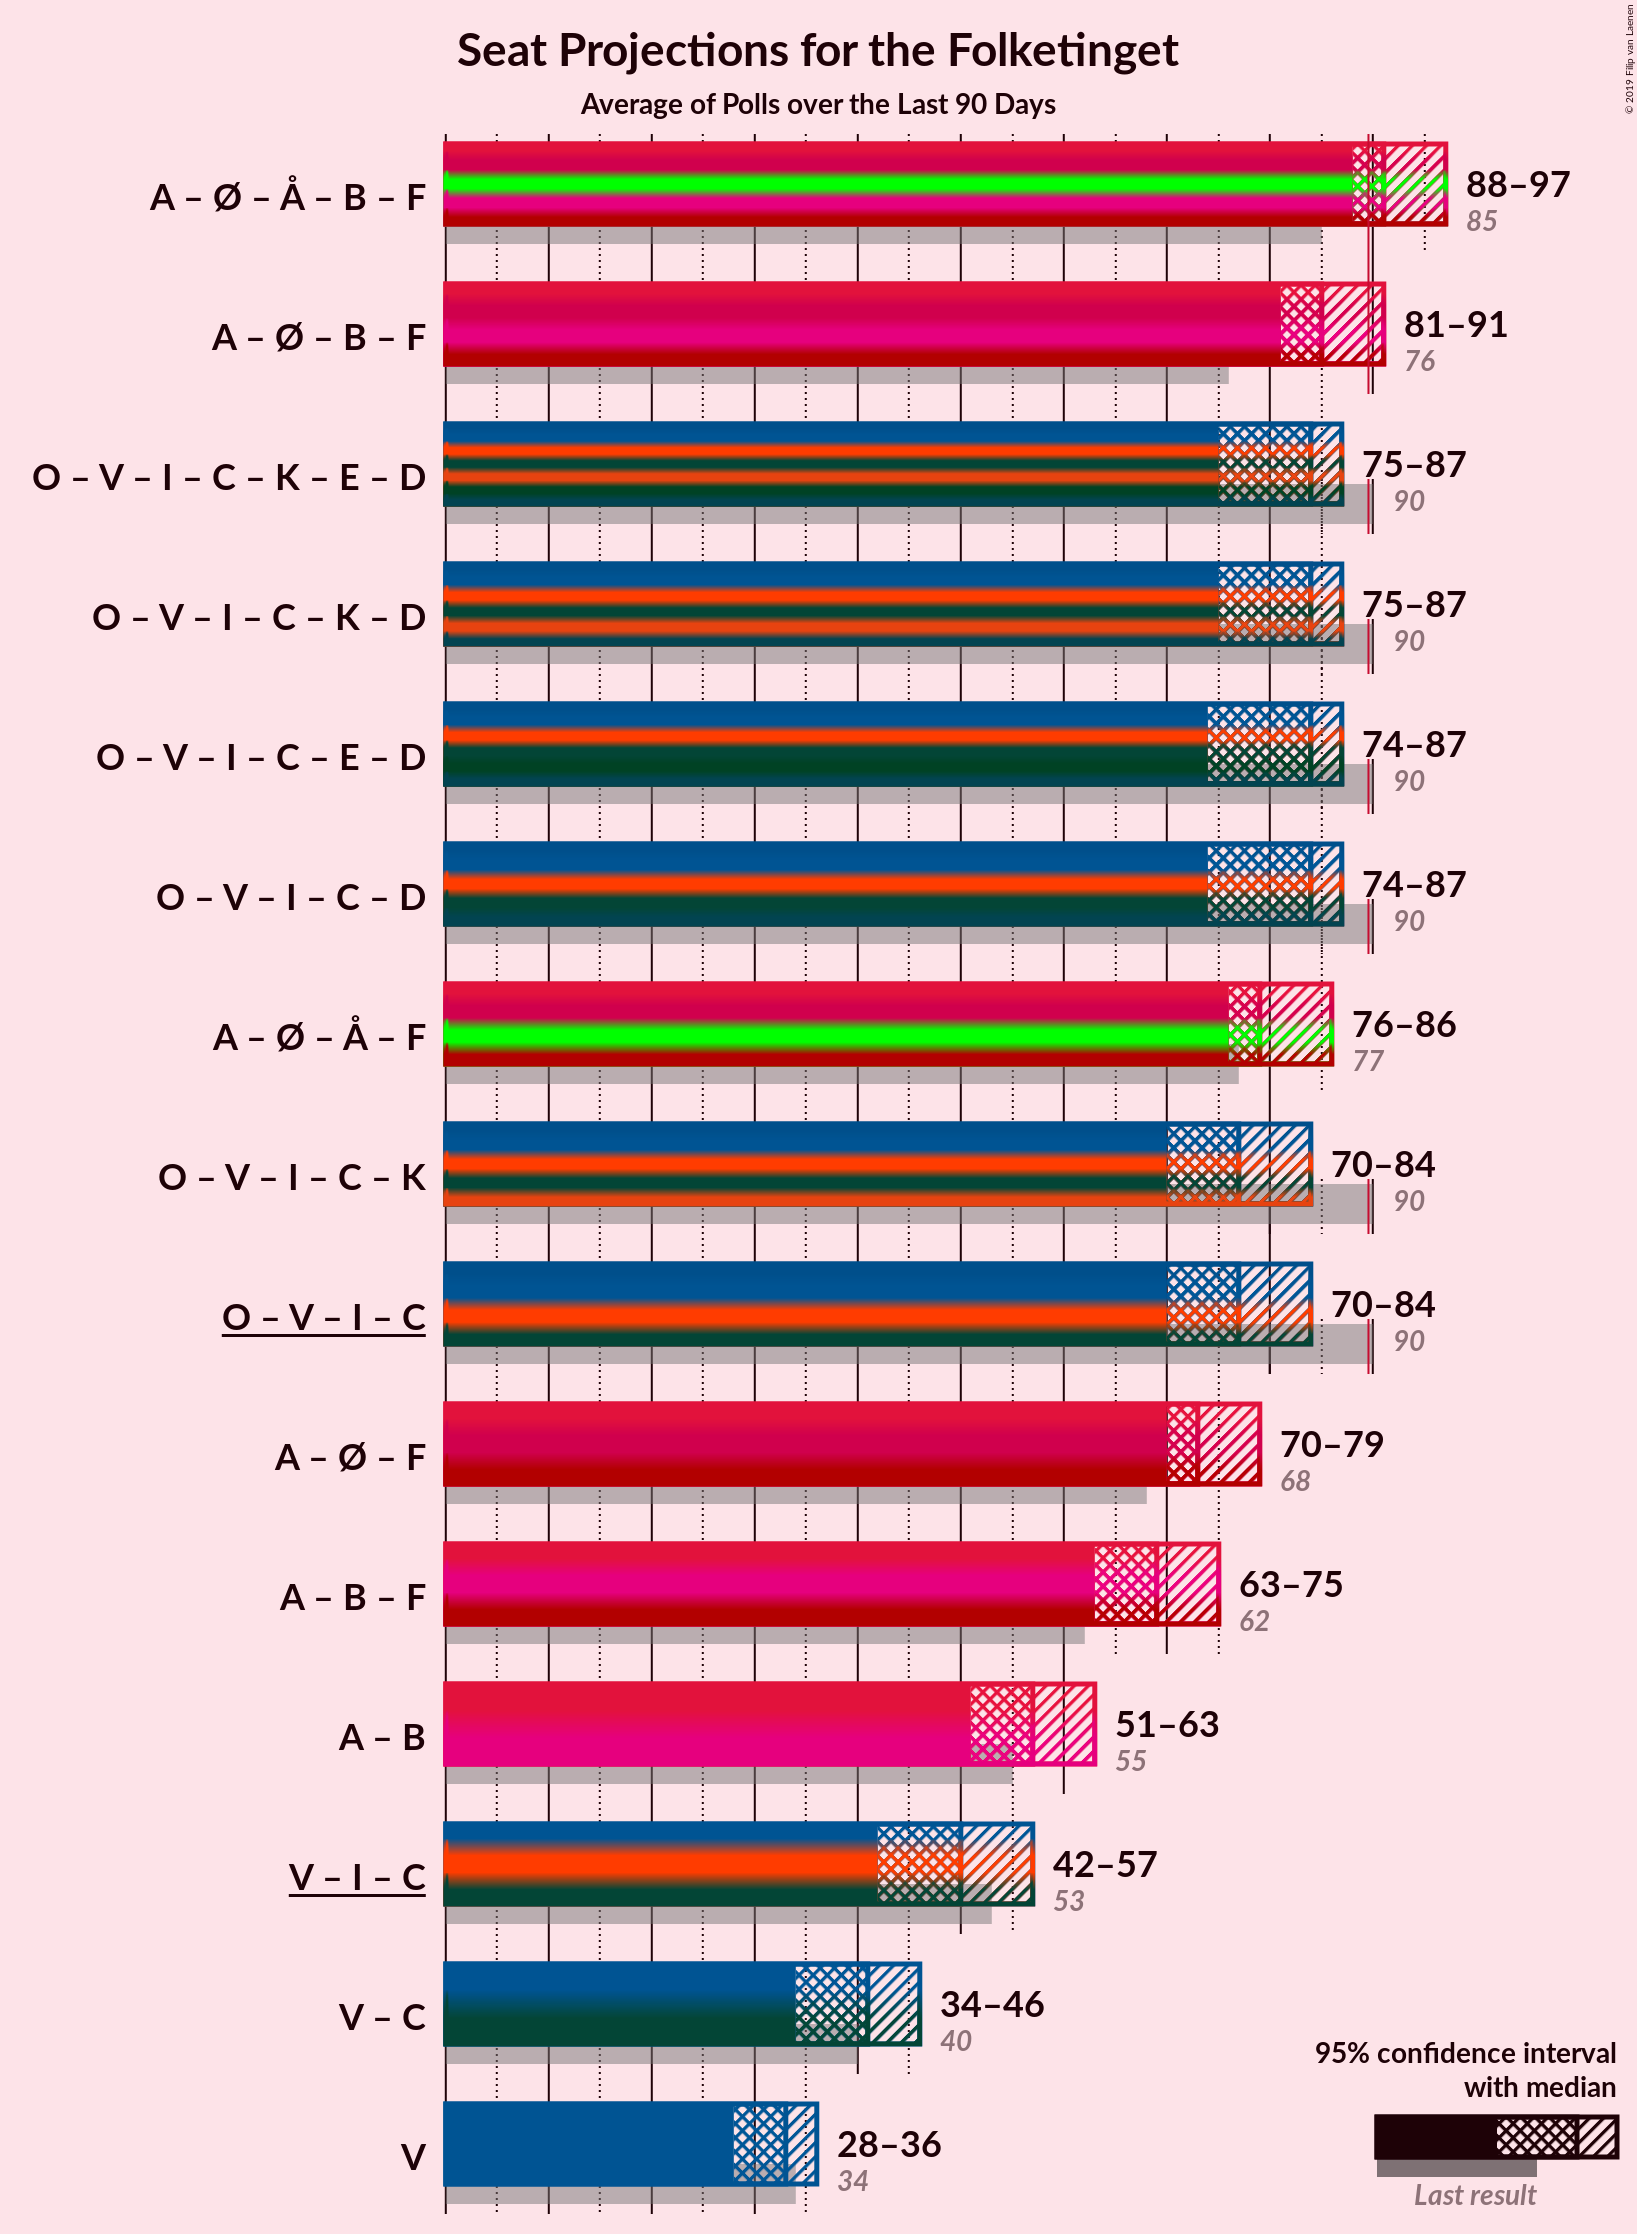 Seat Projections for the Folketinget
Average of Polls over the Last 90 Days
© 2019 Filip van Laenen
A – Ø – Å – B – F
88–97
85
A – Ø – B – F
81–91
76
O – V – I – C – K – E – D
75–87
90
O – V – I – C – K – D
75–87
90
O – V – I – C – E – D
74–87
90
O – V – I – C – D
74–87
90
A – Ø – Å – F
76–86
77
O – V – I – C – K
70–84
90
O – V – I – C
70–84
90
A – Ø – F
70–79
68
A – B – F
63–75
62
A – B
51–63
55
V – I – C
42–57
53
V – C
34–46
40
V
28–36
34
95% confidence interval
with median
Last result